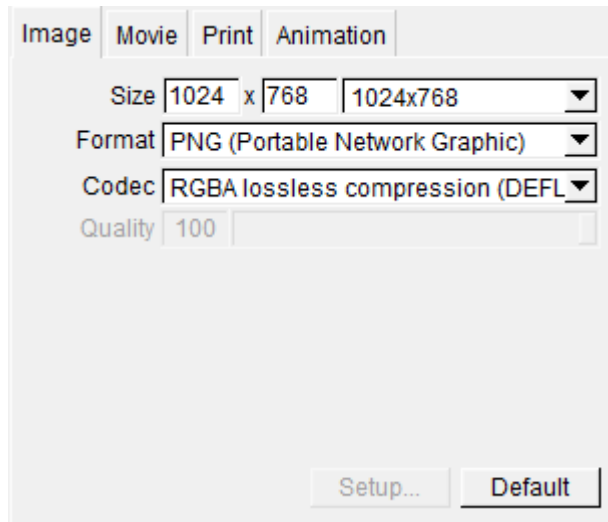 Image Movie Print Animation
Size 1024 x 768 1024x768
Format PNG (Portable Network Graphic)
Codec RGBA lossless compression (DEFL
Quality 100
Setup... Default